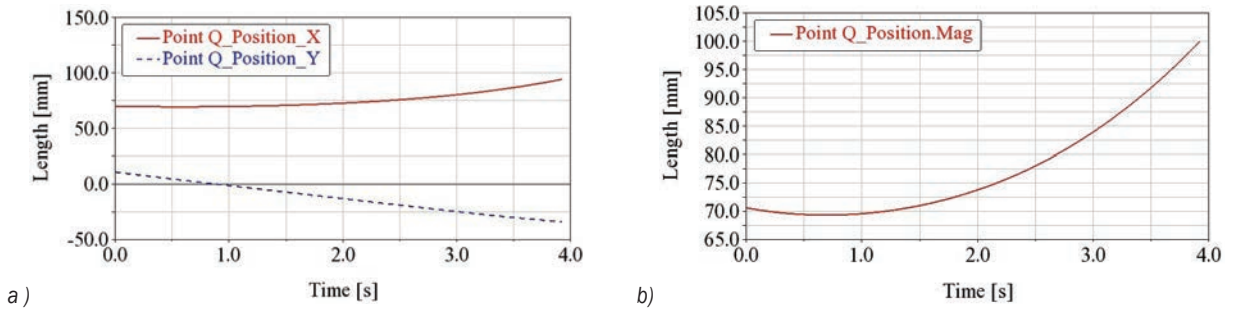 150.0
100.0
50.0
0.0
-50.0
Length [mm]
Point Q_Position_X
Point Q_Position_Y
0.0 1.0 2.0 3.0 4.0
Time [s]
a )
105.0
100.0
95.0
90.0
85.0
80.0
75.0
70.0
65.0
Length [mm]
Point Q_Position.Mag
0.0 1.0 2.0 3.0 4.0
Time [s]
b)